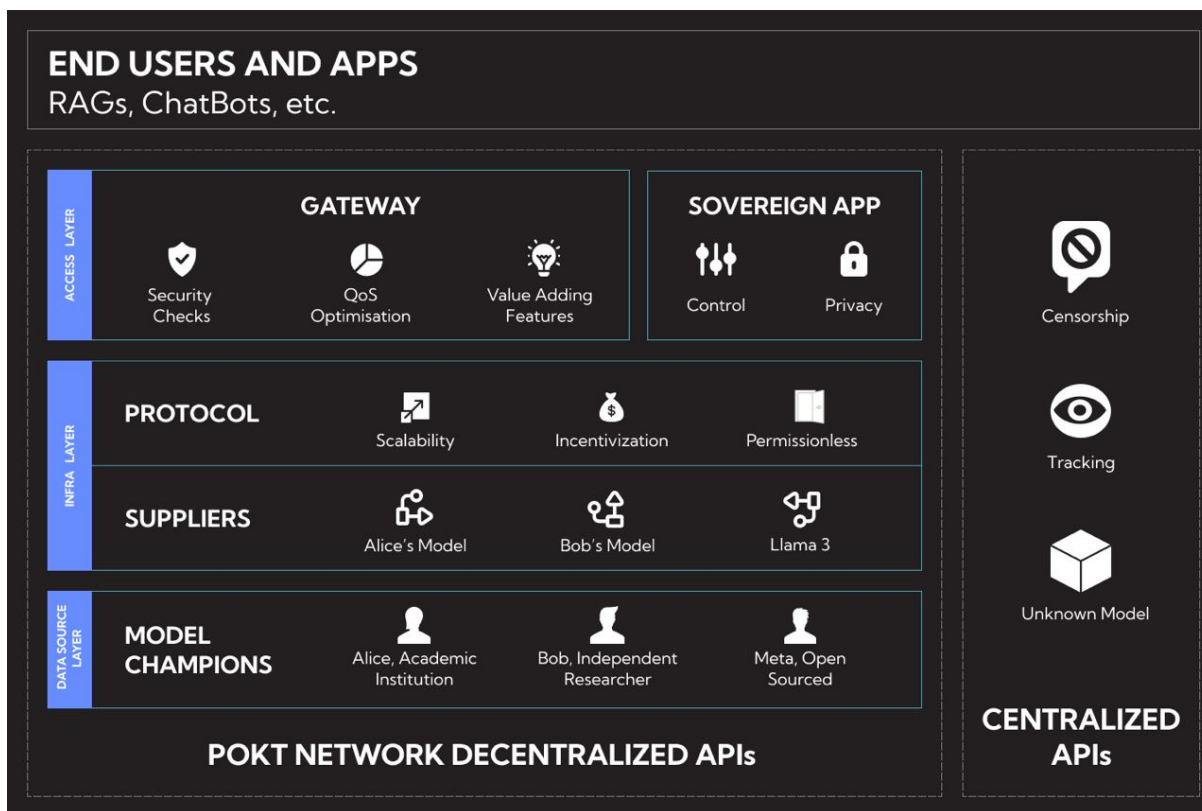 END USERS AND APPS
RAGs, ChatBots, etc.
ACCESS LAYER
GATEWAY
Security
Checks
QoS
Optimisation
Value Adding
Features
SOVEREIGN APP
Control
Privacy
INFRA LAYER
PROTOCOL
Scalability
$
Incentivization
Permissionless
SUPPLIERS
Alice's Model
Bob's Model
Llama 3
DATA SOURCE
LAYER
MODEL
CHAMPIONS
Alice, Academic
Institution
Bob, Independent
Researcher
Meta, Open
Sourced
POKT NETWORK DECENTRALIZED APIs
Censorship
Tracking
Unknown Model
CENTRALIZED
APIs